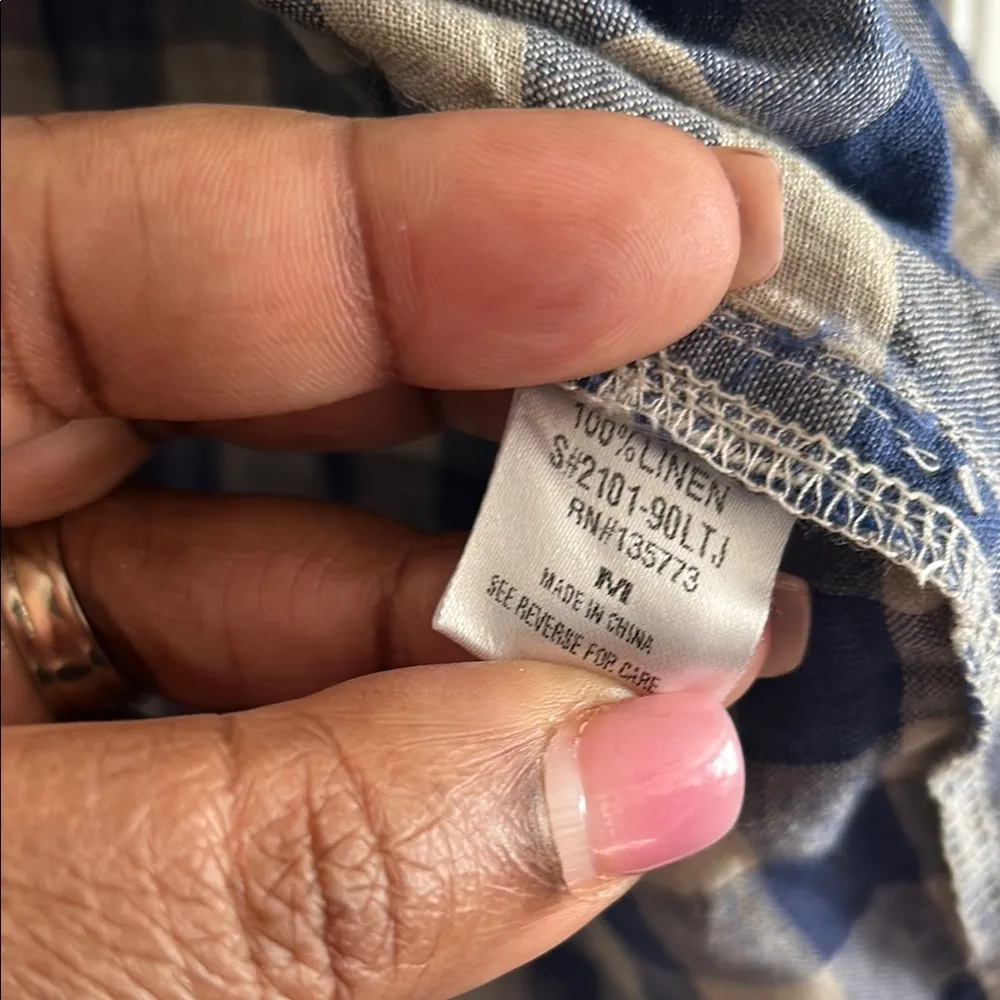 100% LINEN
S#2101-90LTJ
RN#135773
M
MADE IN CHINA
SEE REVERSE FOR CARE